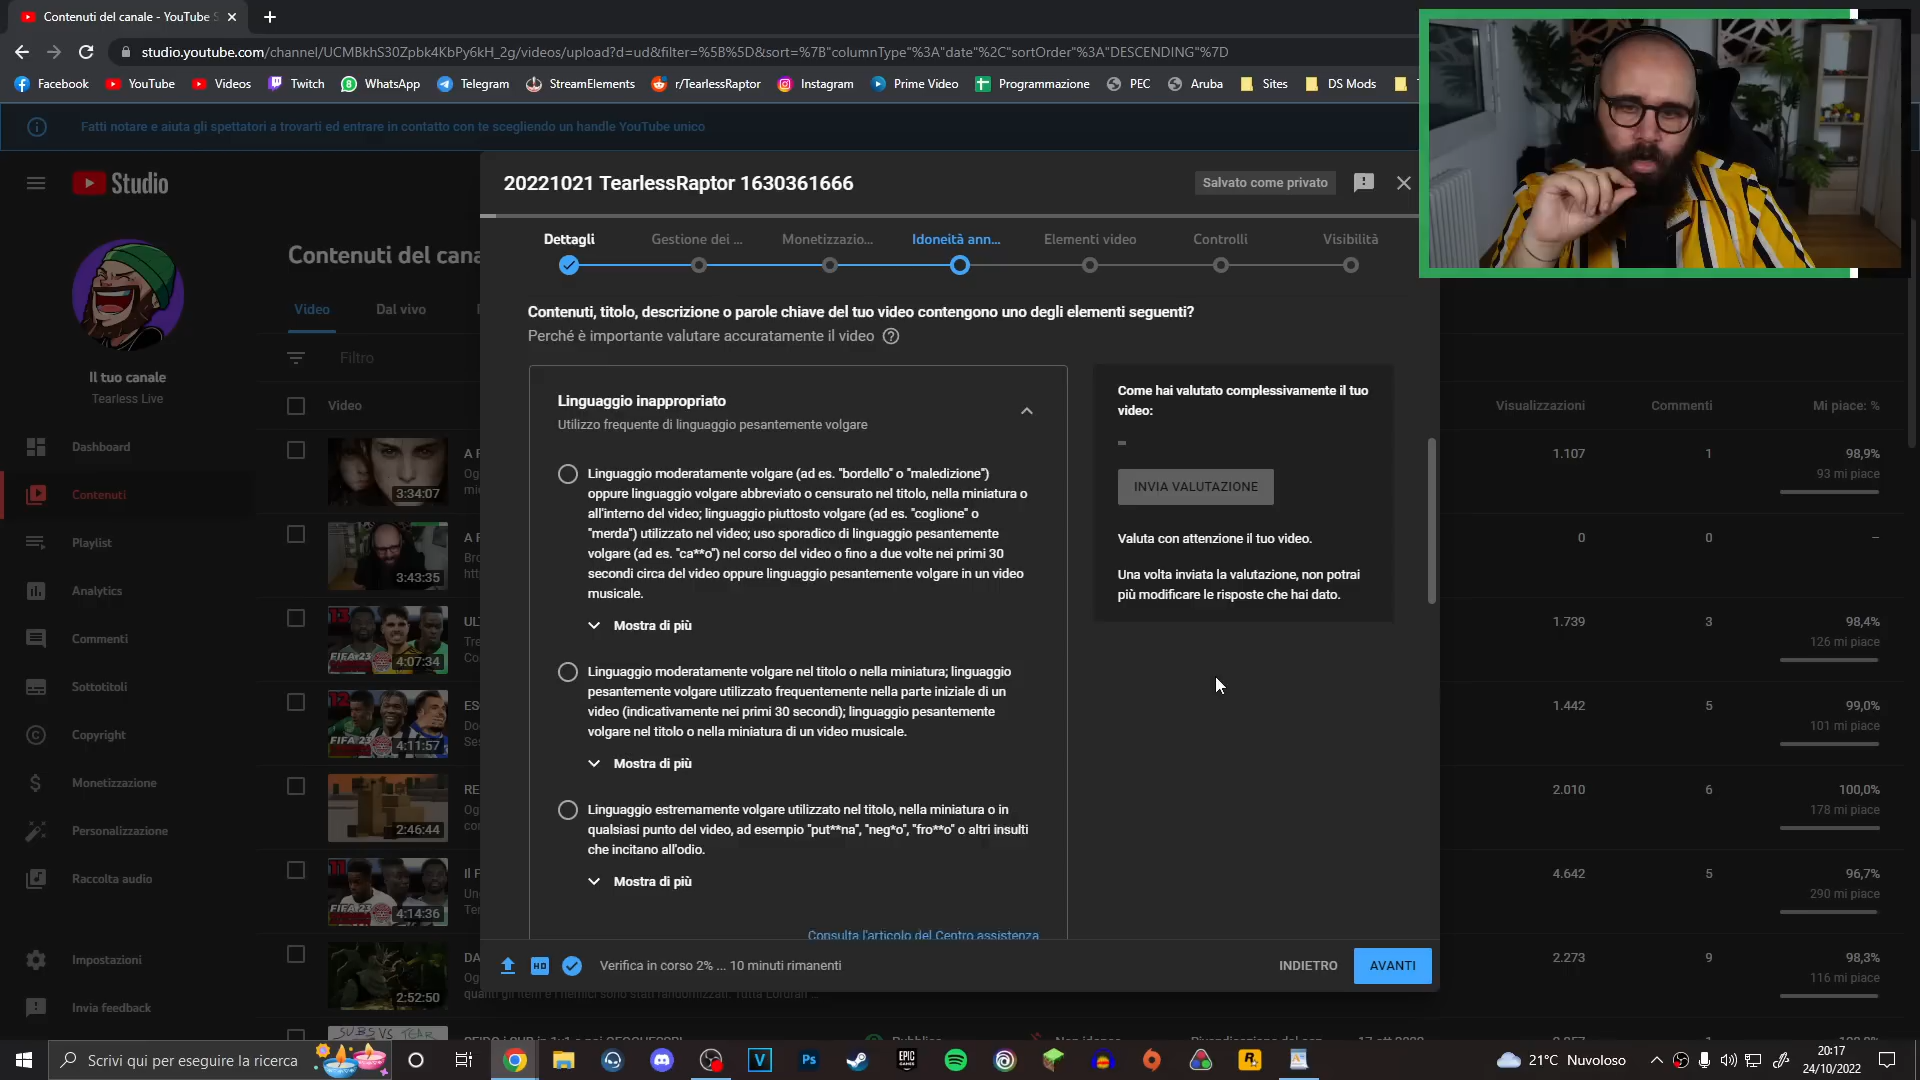 Contenuti del canale - YouTube S
studio.youtube.com/channel/UCMBkhS30Zpbk4KbPy6kH_2g/videos/upload?d=ud&filter=%5B%5D&sort=%7B"columnType"%3A"date"%2C"sortOrder"%3A"DESCENDING"%7D
Facebook YouTube Videos Twitch WhatsApp Telegram StreamElements r/TearlessRaptor Instagram Prime Video Programmazione PEC Aruba Sites DS Mods
Fatti notare e aiuta gli spettatori a trovarti ed entrare in contatto con te scegliendo un handle YouTube unico
Studio
Il tuo canale
Tearless Live
Dashboard
Contenuti
Playlist
Analytics
Commenti
Sottotitoli
Copyright
Monetizzazione
Personalizzazione
Raccolta audio
Impostazioni
Invia feedback
Contenuti del cana
Video Dal vivo
Filtro
Video
3:34:07
3:43:35
FIFA 23
4:07:34
FIFA 23
4:11:57
2:46:44
FIFA 23
4:14:36
2:52:50
SUBS VS TEAR
20221021 TearlessRaptor 1630361666
Salvato come privato
Dettagli Gestione dei ... Monetizzazio... Idoneità ann... Elementi video Controlli Visibilità
Contenuti, titolo, descrizione o parole chiave del tuo video contengono uno degli elementi seguenti?
Perché è importante valutare accuratamente il video
Linguaggio inappropriato
Utilizzo frequente di linguaggio pesantemente volgare
Linguaggio moderatamente volgare (ad es. "bordello" o "maledizione")
oppure linguaggio volgare abbreviato o censurato nel titolo, nella miniatura o
all'interno del video; linguaggio piuttosto volgare (ad es. "coglione" o
"merda") utilizzato nel video; uso sporadico di linguaggio pesantemente
volgare (ad es. "ca**o") nel corso del video o fino a due volte nei primi 30
secondi circa del video oppure linguaggio pesantemente volgare in un video
musicale.
Mostra di più
Linguaggio moderatamente volgare nel titolo o nella miniatura; linguaggio
pesantemente volgare utilizzato frequentemente nella parte iniziale di un
video (indicativamente nei primi 30 secondi); linguaggio pesantemente
volgare nel titolo o nella miniatura di un video musicale.
Mostra di più
Linguaggio estremamente volgare utilizzato nel titolo, nella miniatura o in
qualsiasi punto del video, ad esempio "put**na", "neg*o", "fro**o" o altri insulti
che incitano all'odio.
Mostra di più
Consulta l'articolo del Centro assistenza
Come hai valutato complessivamente il tuo
video:
–
INVIA VALUTAZIONE
Valuta con attenzione il tuo video.
Una volta inviata la valutazione, non potrai
più modificare le risposte che hai dato.
HD
Verifica in corso 2% ... 10 minuti rimanenti
INDIETRO
AVANTI
Visualizzazioni Commenti Mi piace: %
1.107 1 98,9%
93 mi piace
0 0 –
1.739 3 98,4%
126 mi piace
1.442 5 99,0%
101 mi piace
2.010 6 100,0%
178 mi piace
4.642 5 96,7%
290 mi piace
2.273 9 98,3%
116 mi piace
quanti gli item e i nemici sono stati randomizzati. Tutta Lordran ...
Scrivi qui per eseguire la ricerca
21°C Nuvoloso
20:17
24/10/2022